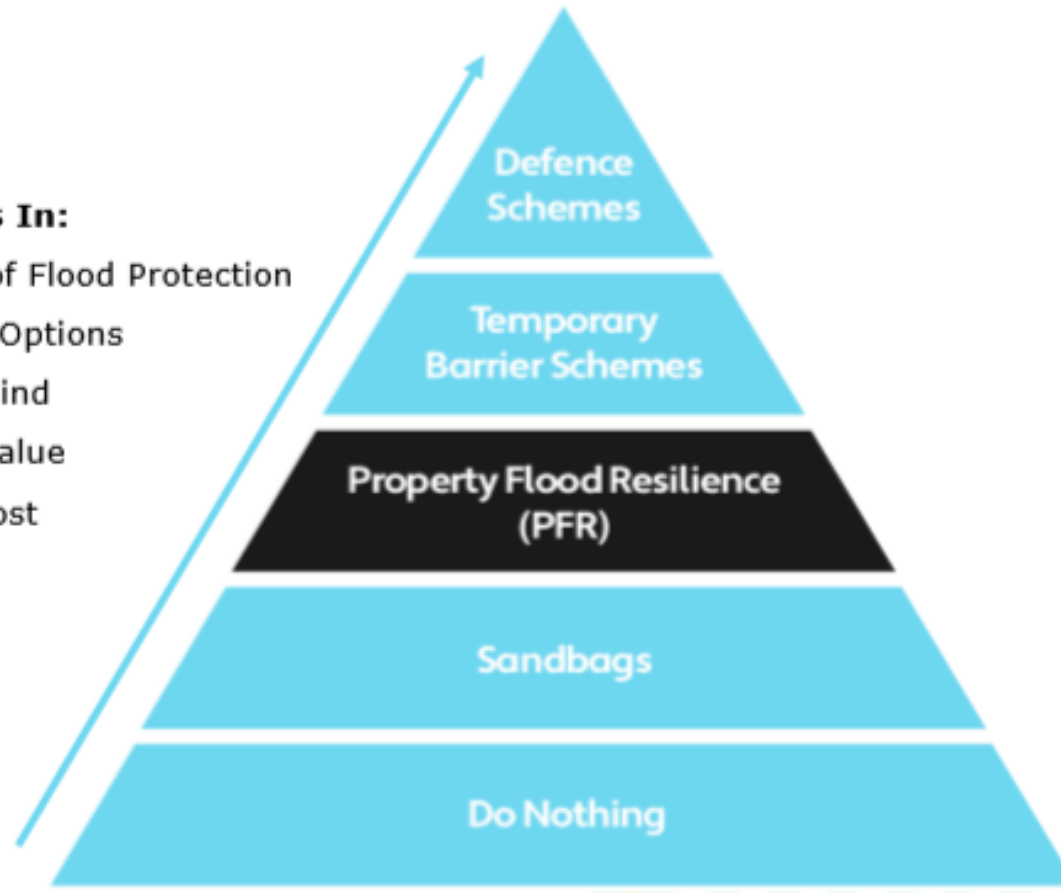 In:
of Flood Protection
Options
Defence
Schemes
Temporary
Barrier Schemes
Property Flood Resilience
(PFR)
Sandbags
Do Nothing